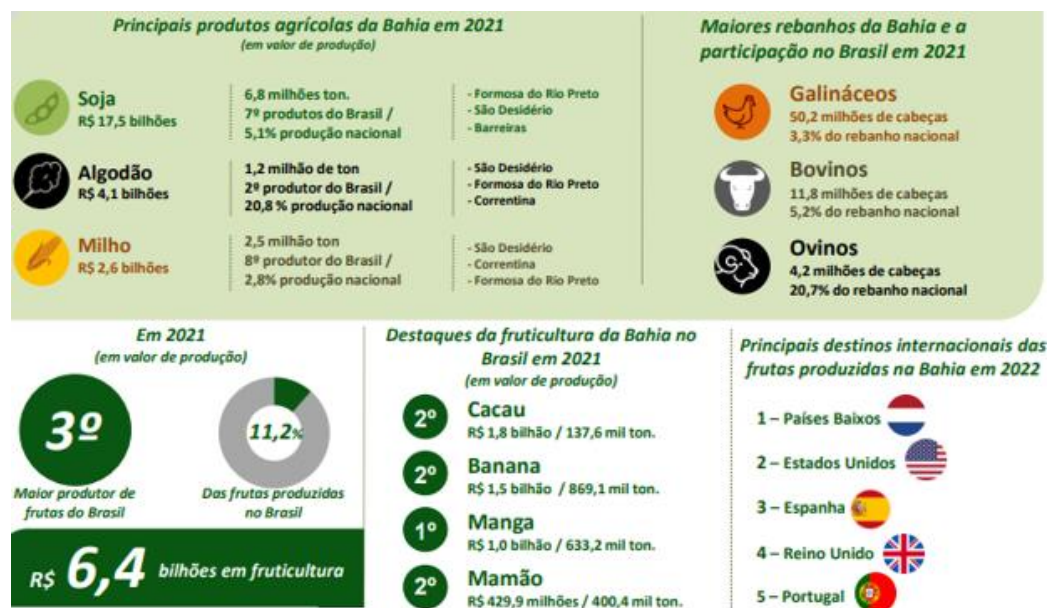 Principais produtos agrícolas da Bahia em 2021
(em valor de produção)
Soja
R$ 17,5 bilhões
6,8 milhões ton.
7º produtos do Brasil /
5,1% produção nacional
- Formosa do Rio Preto
- São Desidério
- Barreiras
Algodão
R$ 4,1 bilhões
1,2 milhão de ton
2º produtor do Brasil /
20,8 % produção nacional
- São Desidério
- Formosa do Rio Preto
- Correntina
Milho
R$ 2,6 bilhões
2,5 milhão ton
8º produtor do Brasil /
2,8% produção nacional
- São Desidério
- Correntina
- Formosa do Rio Preto
Maiores rebanhos da Bahia e a
participação no Brasil em 2021
Galináceos
50,2 milhões de cabeças
3,3% do rebanho nacional
Bovinos
11,8 milhões de cabeças
5,2% do rebanho nacional
Ovinos
4,2 milhões de cabeças
20,7% do rebanho nacional
Em 2021
(em valor de produção)
3º
Maior produtor de
frutas do Brasil
11,2%
Das frutas produzidas
no Brasil
R$ 6,4 bilhões em fruticultura
Destaques da fruticultura da Bahia no
Brasil em 2021
(em valor de produção)
2º
Cacau
R$ 1,8 bilhão / 137,6 mil ton.
2º
Banana
R$ 1,5 bilhão / 869,1 mil ton.
1º
Manga
R$ 1,0 bilhão / 633,2 mil ton.
2º
Mamão
R$ 429,9 milhões / 400,4 mil ton.
Principais destinos internacionais das
frutas produzidas na Bahia em 2022
1 – Países Baixos
2 – Estados Unidos
3 – Espanha
4 – Reino Unido
5 – Portugal